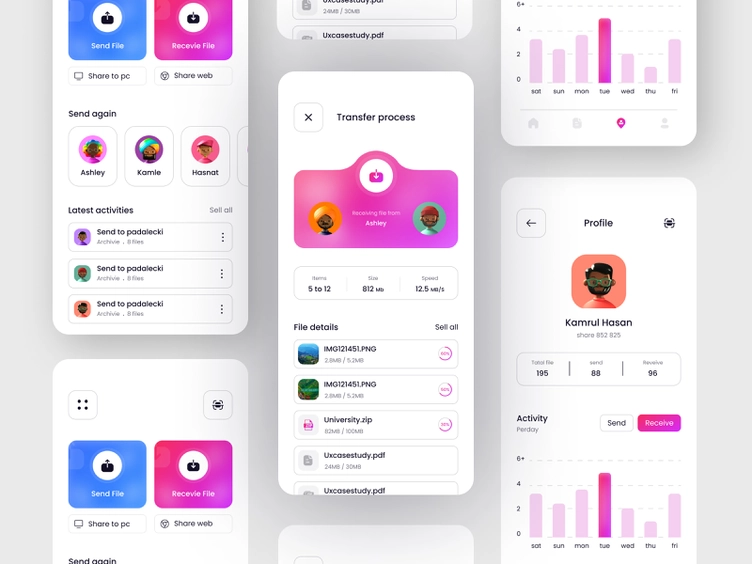 Send File
Recevie File
Share to pc
Share web
Send again
Ashley
Kamle
Hasnat
Latest activities
Sell all
Send to padalecki
Archivie . 8 files
Send to padalecki
Archivie . 8 files
Send to padalecki
Archivie . 8 files
Send File
Recevie File
Share to pc
Share web
Send again
Uxcasestudy.pdf
24MB / 30MB
Uxcasestudy.pdf
Transfer process
Receiving file from
Ashley
Items
Size
Speed
5 to 12
812 Mb
12.5 MB/S
File details
Sell all
IMG121451.PNG
2.8MB / 5.2MB
IMG121451.PNG
2.8MB / 5.2MB
University.zip
82MB / 100MB
Uxcasestudy.pdf
24MB / 30MB
Uxcasestudy.pdf
6+
4
2
0
sat
sun
mon
tue
wed
thu
fri
Profile
Kamrul Hasan
share 852 825
Total file
send
Receive
195
88
96
Activity
Perday
Send
Receive
6+
4
2
0
sat
sun
mon
tue
wed
thu
fri